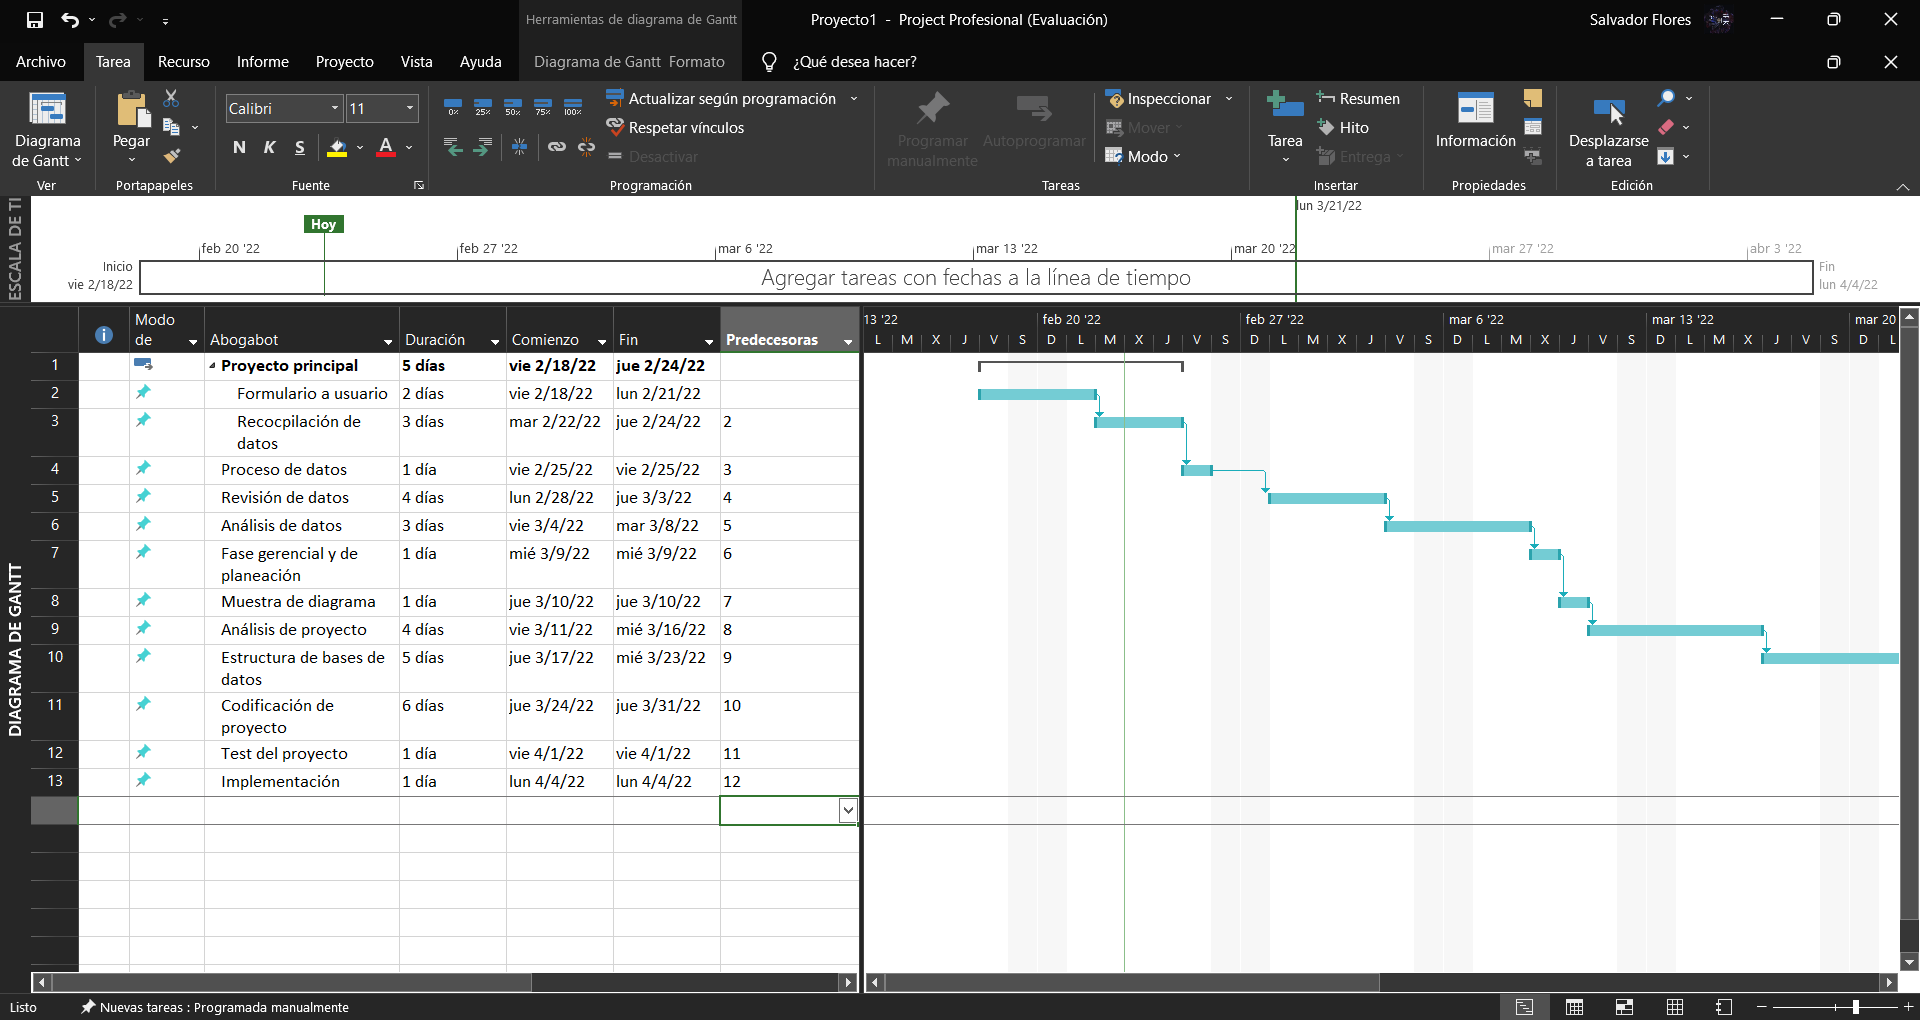 Herramientas de diagrama de Gantt
Proyecto1 - Project Profesional (Evaluación)
Salvador Flores
Archivo Tarea Recurso Informe Proyecto Vista Ayuda Diagrama de Gantt Formato ¿Qué desea hacer?
Diagrama de Gantt
Ver
Pegar
Portapapeles
Calibri 11
N K S A
Fuente
0% 25% 50% 75% 100%
Actualizar según programación
Respetar vínculos
Desactivar
Programación
Programar manualmente
Autoprogramar
Inspeccionar
Mover
Modo
Tareas
Tarea
Resumen
Hito
Entrega
Insertar
Información
Propiedades
Desplazarse a tarea
Edición
ESCALA DE TI
lun 3/21/22
Hoy
feb 20 '22 feb 27 '22 mar 6 '22 mar 13 '22 mar 20 '22 mar 27 '22 abr 3 '22
Inicio
vie 2/18/22
Agregar tareas con fechas a la línea de tiempo
Fin
lun 4/4/22
DIAGRAMA DE GANTT
Modo de Abogabot Duración Comienzo Fin Predecesoras
13 '22 feb 20 '22 feb 27 '22 mar 6 '22 mar 13 '22 mar 20
L M X J V S D L M X J V S D L M X J V S D L M X J V S D L M X J V S D L
1 Proyecto principal 5 días vie 2/18/22 jue 2/24/22
2 Formulario a usuario 2 días vie 2/18/22 lun 2/21/22
3 Recocpilación de datos 3 días mar 2/22/22 jue 2/24/22 2
4 Proceso de datos 1 día vie 2/25/22 vie 2/25/22 3
5 Revisión de datos 4 días lun 2/28/22 jue 3/3/22 4
6 Análisis de datos 3 días vie 3/4/22 mar 3/8/22 5
7 Fase gerencial y de planeación 1 día mié 3/9/22 mié 3/9/22 6
8 Muestra de diagrama 1 día jue 3/10/22 jue 3/10/22 7
9 Análisis de proyecto 4 días vie 3/11/22 mié 3/16/22 8
10 Estructura de bases de datos 5 días jue 3/17/22 mié 3/23/22 9
11 Codificación de proyecto 6 días jue 3/24/22 jue 3/31/22 10
12 Test del proyecto 1 día vie 4/1/22 vie 4/1/22 11
13 Implementación 1 día lun 4/4/22 lun 4/4/22 12
Listo
Nuevas tareas : Programada manualmente